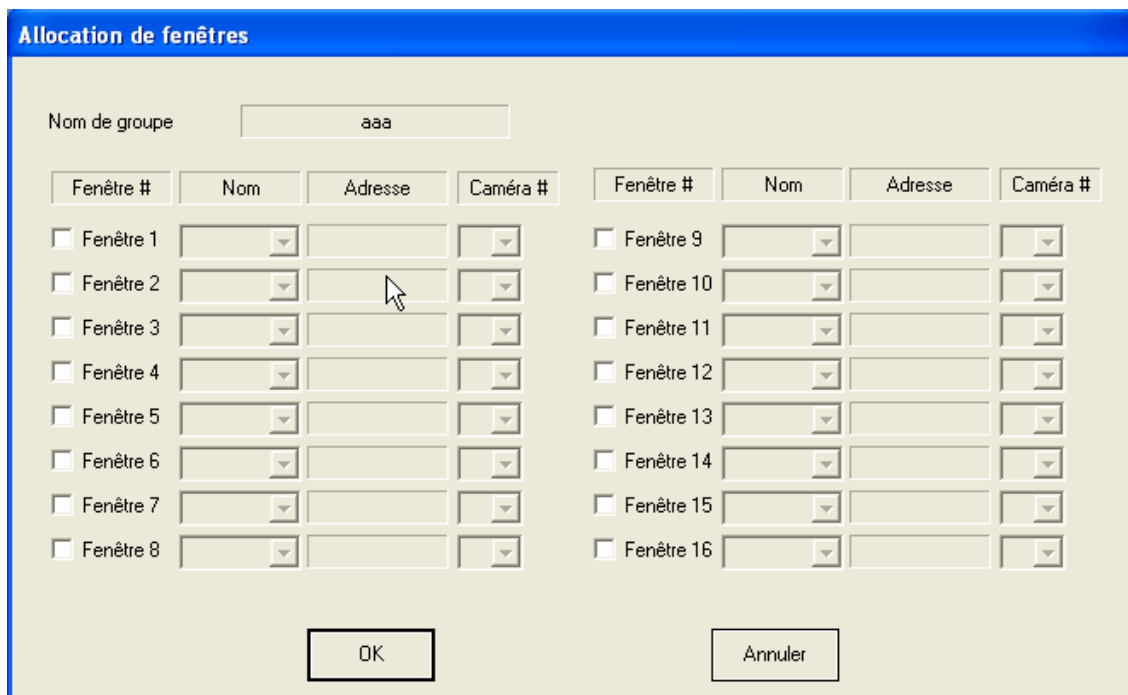 Allocation de fenêtres
Nom de groupe aaa
Fenêtre # Nom Adresse Caméra # Fenêtre # Nom Adresse Caméra #
Fenêtre 1 Fenêtre 9
Fenêtre 2 Fenêtre 10
Fenêtre 3 Fenêtre 11
Fenêtre 4 Fenêtre 12
Fenêtre 5 Fenêtre 13
Fenêtre 6 Fenêtre 14
Fenêtre 7 Fenêtre 15
Fenêtre 8 Fenêtre 16
OK Annuler